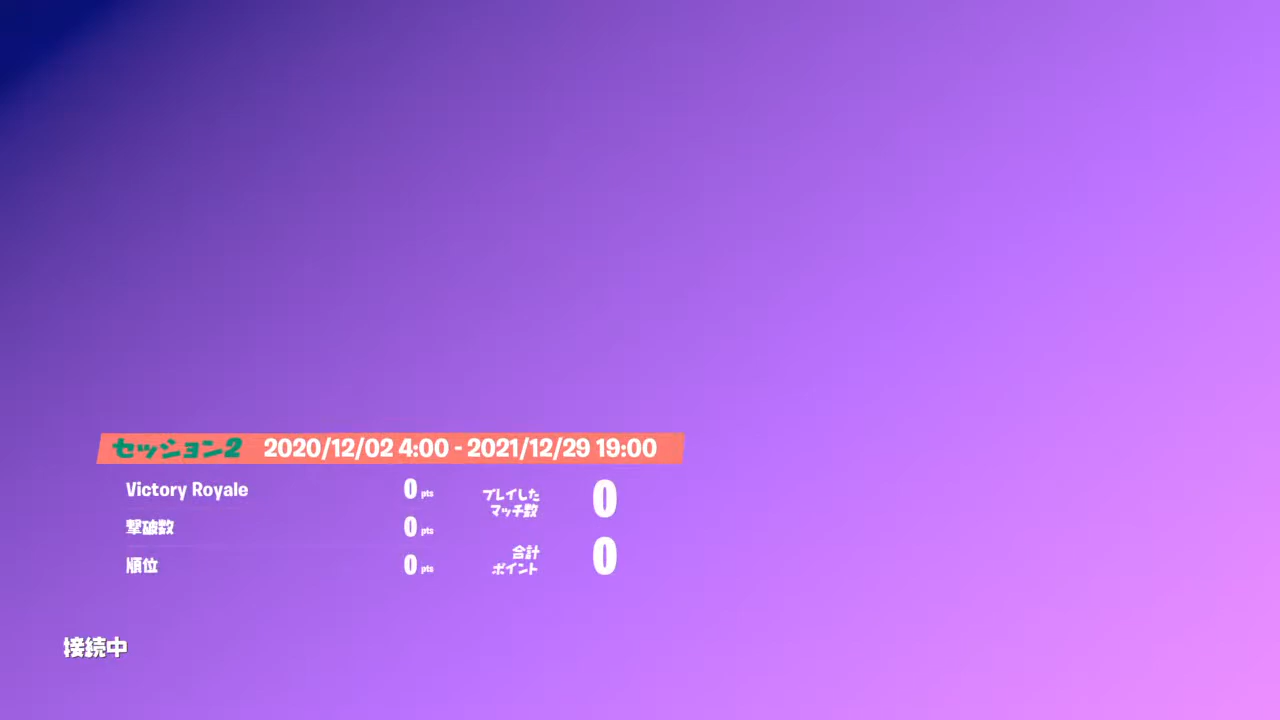 セッション2 2020/12/02 4:00 - 2021/12/29 19:00
Victory Royale 0 pts
撃破数 0 pts
順位 0 pts
プレイした
マッチ数 0
合計
ポイント 0
接続中